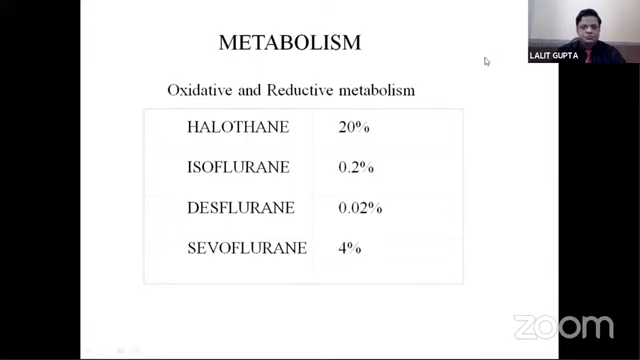 METABOLISM
LALIT GUPTA
Oxidative and Reductive metabolism
HALOTHANE 20%
ISOFLURANE 0.2%
DESFLURANE 0.02%
SEVOFLURANE 4%
zoom